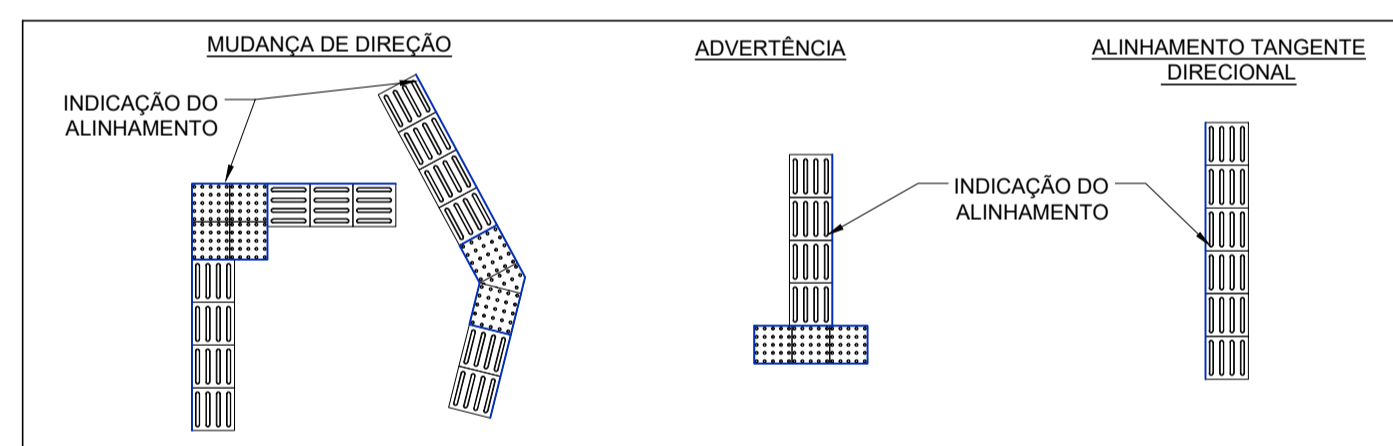 MUDANÇA DE DIREÇÃO
INDICAÇÃO DO
ALINHAMENTO
ADVERTÊNCIA
INDICAÇÃO DO
ALINHAMENTO
ALINHAMENTO TANGENTE
DIRECIONAL